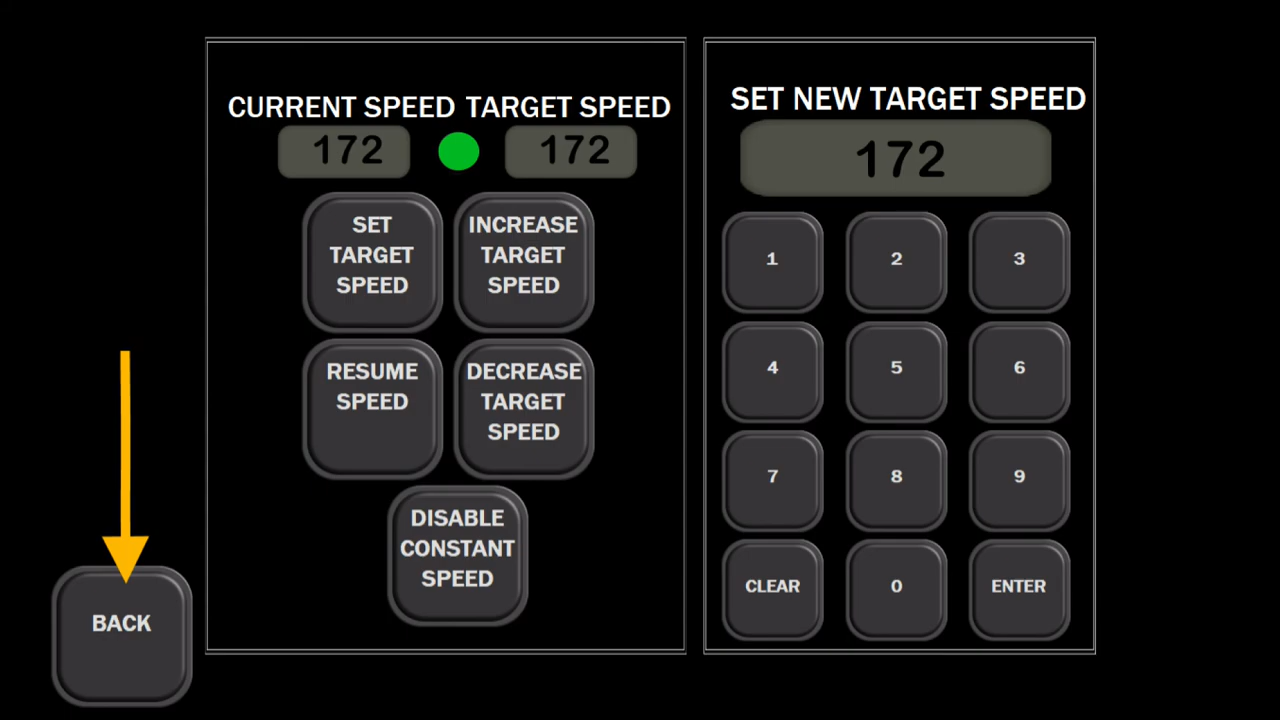 CURRENT SPEED TARGET SPEED
172 172
SET
TARGET
SPEED
INCREASE
TARGET
SPEED
RESUME
SPEED
DECREASE
TARGET
SPEED
DISABLE
CONSTANT
SPEED
BACK
SET NEW TARGET SPEED
172
1 2 3
4 5 6
7 8 9
CLEAR 0 ENTER